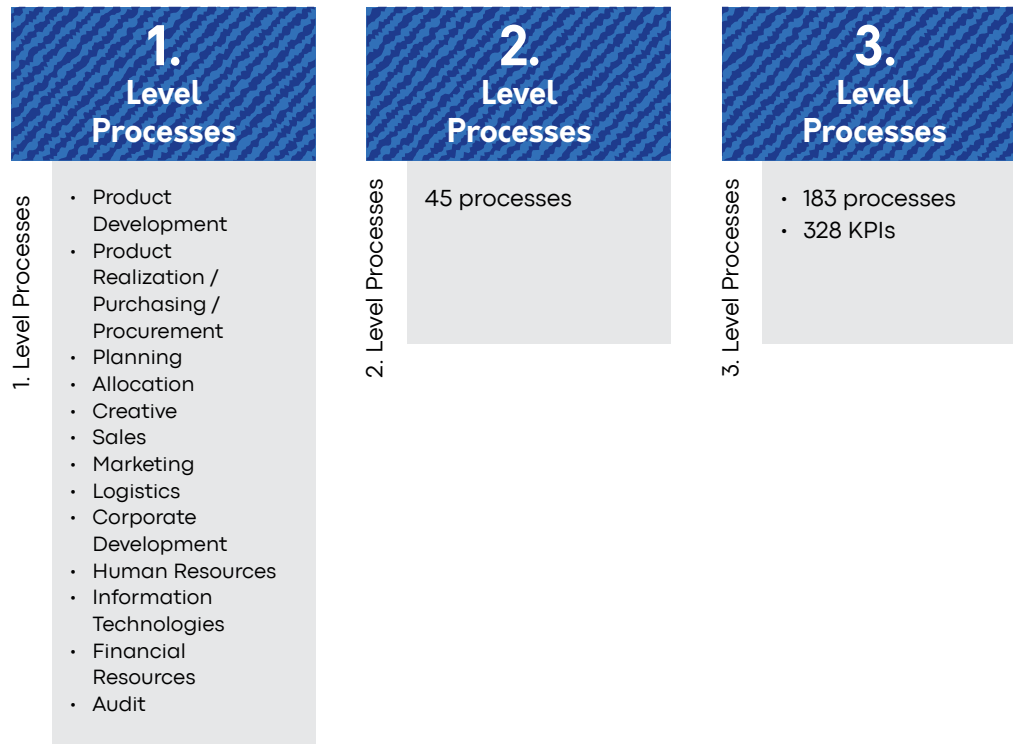 1.
Level
Processes
1. Level Processes
• Product
Development
• Product
Realization /
Purchasing /
Procurement
• Planning
• Allocation
• Creative
• Sales
• Marketing
• Logistics
• Corporate
Development
• Human Resources
• Information
Technologies
• Financial
Resources
• Audit
2.
Level
Processes
2. Level Processes
45 processes
3.
Level
Processes
3. Level Processes
• 183 processes
• 328 KPIs